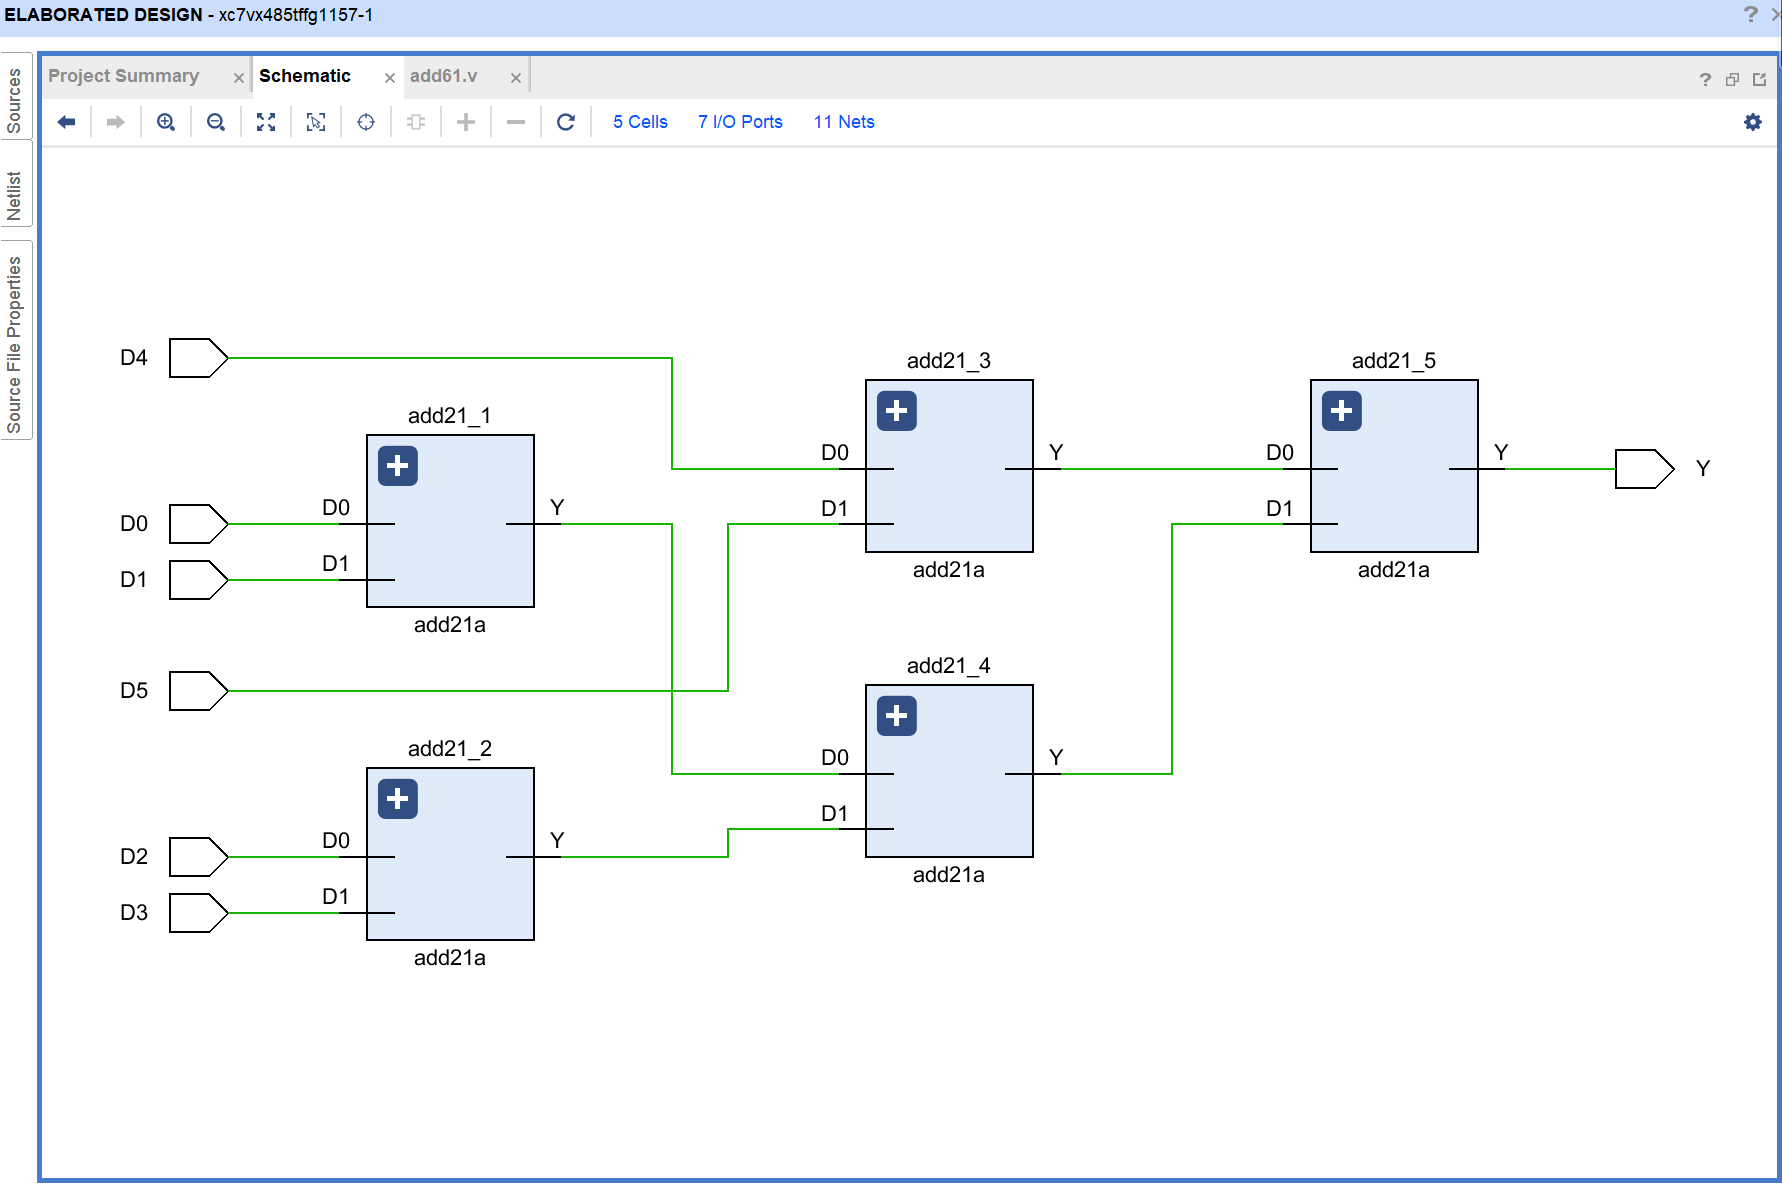 ELABORATED DESIGN - xc7vx485tffg1157-1
?
Sources
Netlist
Source File Properties
Project Summary
Schematic
add61.v
?
5 Cells
7 I/O Ports
11 Nets
D4
add21_1
D0
D0
D1
D1
Y
add21a
D5
add21_2
D2
D0
D3
D1
Y
add21a
add21_3
D0
D1
Y
add21a
add21_4
D0
D1
Y
add21a
add21_5
D0
D1
Y
add21a
Y